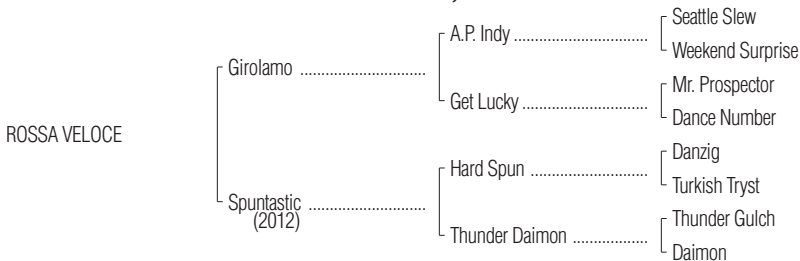 Seattle Slew
A.P. Indy ................................
Weekend Surprise
Girolamo ..............................
Mr. Prospector
Get Lucky ..............................
Dance Number
ROSSA VELOCE
Danzig
Hard Spun ............................
Turkish Tryst
Spuntastic ............................
(2012)
Thunder Gulch
Thunder Daimon ..................
Daimon